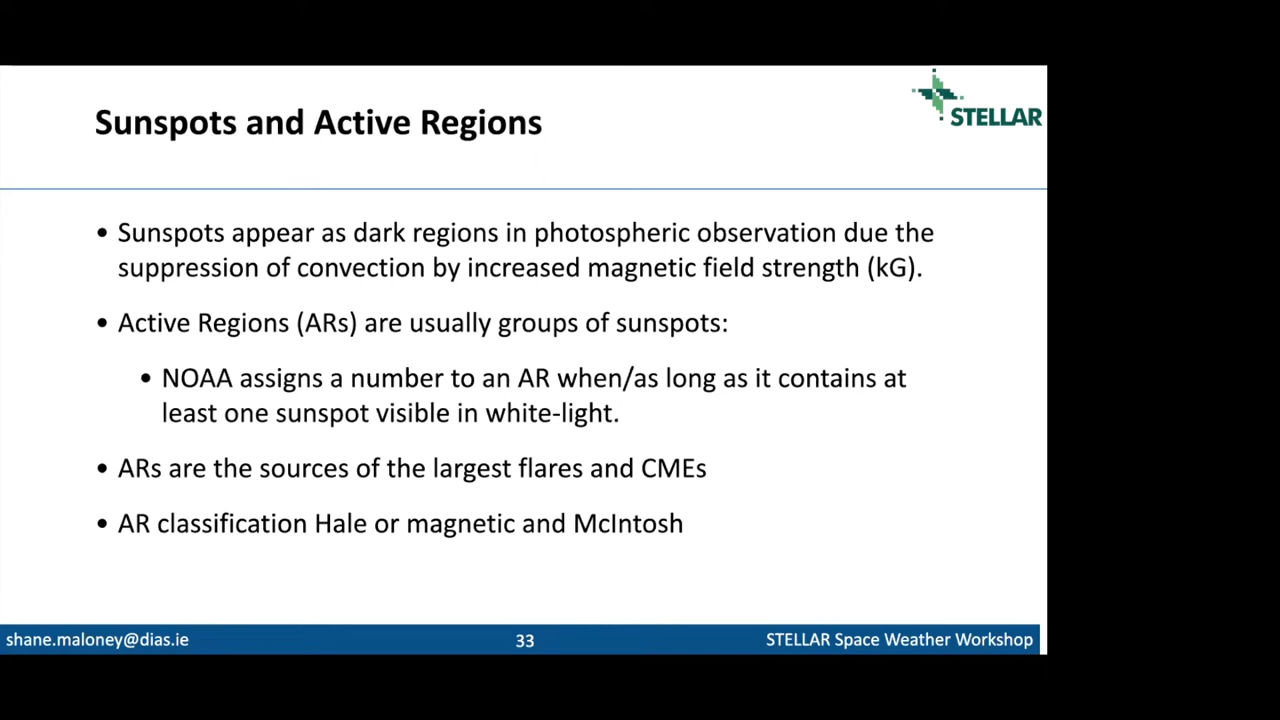 STELLAR
Sunspots and Active Regions
• Sunspots appear as dark regions in photospheric observation due the
suppression of convection by increased magnetic field strength (kG).
• Active Regions (ARs) are usually groups of sunspots:
• NOAA assigns a number to an AR when/as long as it contains at
least one sunspot visible in white-light.
• ARs are the sources of the largest flares and CMEs
• AR classification Hale or magnetic and McIntosh
shane.maloney@dias.ie
33
STELLAR Space Weather Workshop